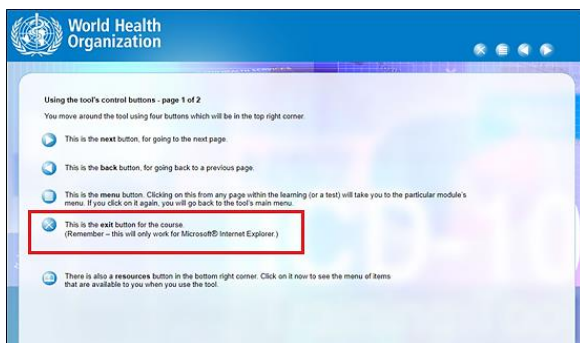 World Health
Organization
Using the tool's control buttons - page 1 of 2
You move around the tool using four buttons which will be in the top right corner.
This is the next button, for going to the next page.
This is the back button, for going back to a previous page.
This is the menu button. Clicking on this from any page within the learning (or a test) will take you to the particular module's
menu. If you click on it again, you will go back to the tool's main menu.
This is the exit button for the course.
(Remember – this will only work for Microsoft® Internet Explorer.)
There is also a resources button in the bottom right corner. Click on it now to see the menu of items
that are available to you when you use the tool.
CD-10